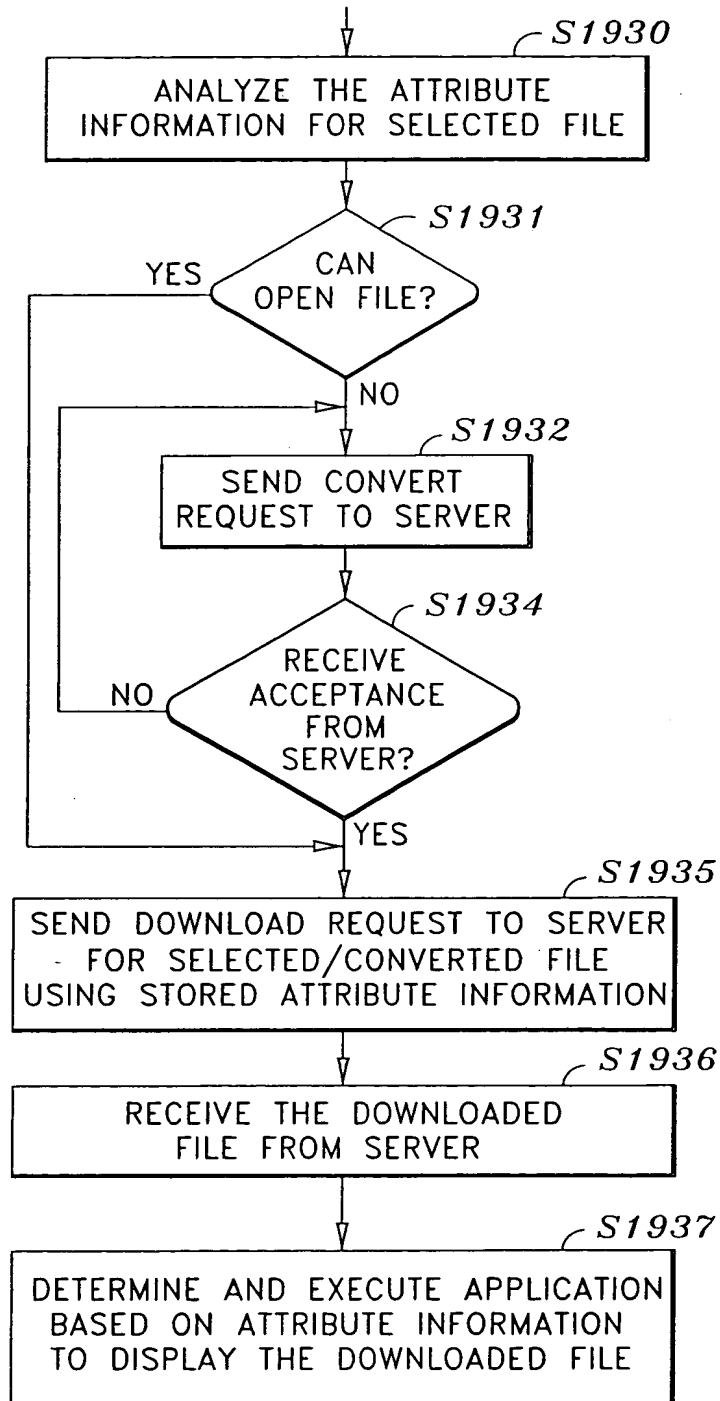 S1930
ANALYZE THE ATTRIBUTE
INFORMATION FOR SELECTED FILE
S1931
CAN
OPEN FILE?
YES
NO
S1932
SEND CONVERT
REQUEST TO SERVER
S1934
RECEIVE
ACCEPTANCE
FROM
SERVER?
NO
YES
S1935
SEND DOWNLOAD REQUEST TO SERVER
FOR SELECTED/CONVERTED FILE
USING STORED ATTRIBUTE INFORMATION
S1936
RECEIVE THE DOWNLOADED
FILE FROM SERVER
S1937
DETERMINE AND EXECUTE APPLICATION
BASED ON ATTRIBUTE INFORMATION
TO DISPLAY THE DOWNLOADED FILE